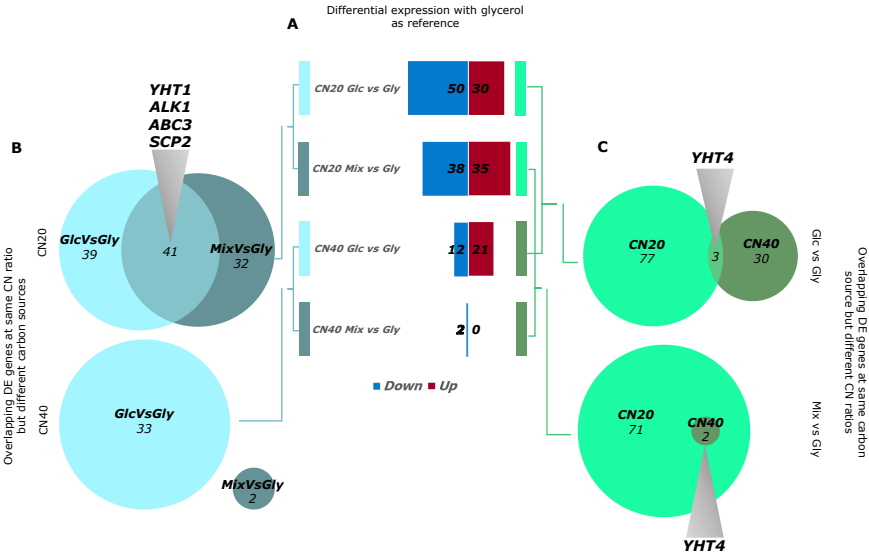 Differential expression with glycerol
as reference
A
CN20 Glc vs Gly
50
30
CN20 Mix vs Gly
38
35
CN40 Glc vs Gly
12
21
CN40 Mix vs Gly
2
0
Down
Up
B
YHT1
ALK1
ABC3
SCP2
GlcVsGly
39
41
MixVsGly
32
GlcVsGly
33
MixVsGly
2
CN20
CN40
Overlapping DE genes at same CN ratio
but different carbon sources
C
YHT4
CN20
77
3
CN40
30
CN20
71
CN40
2
YHT4
Glc vs Gly
Mix vs Gly
Overlapping DE genes at same carbon
source but different CN ratios